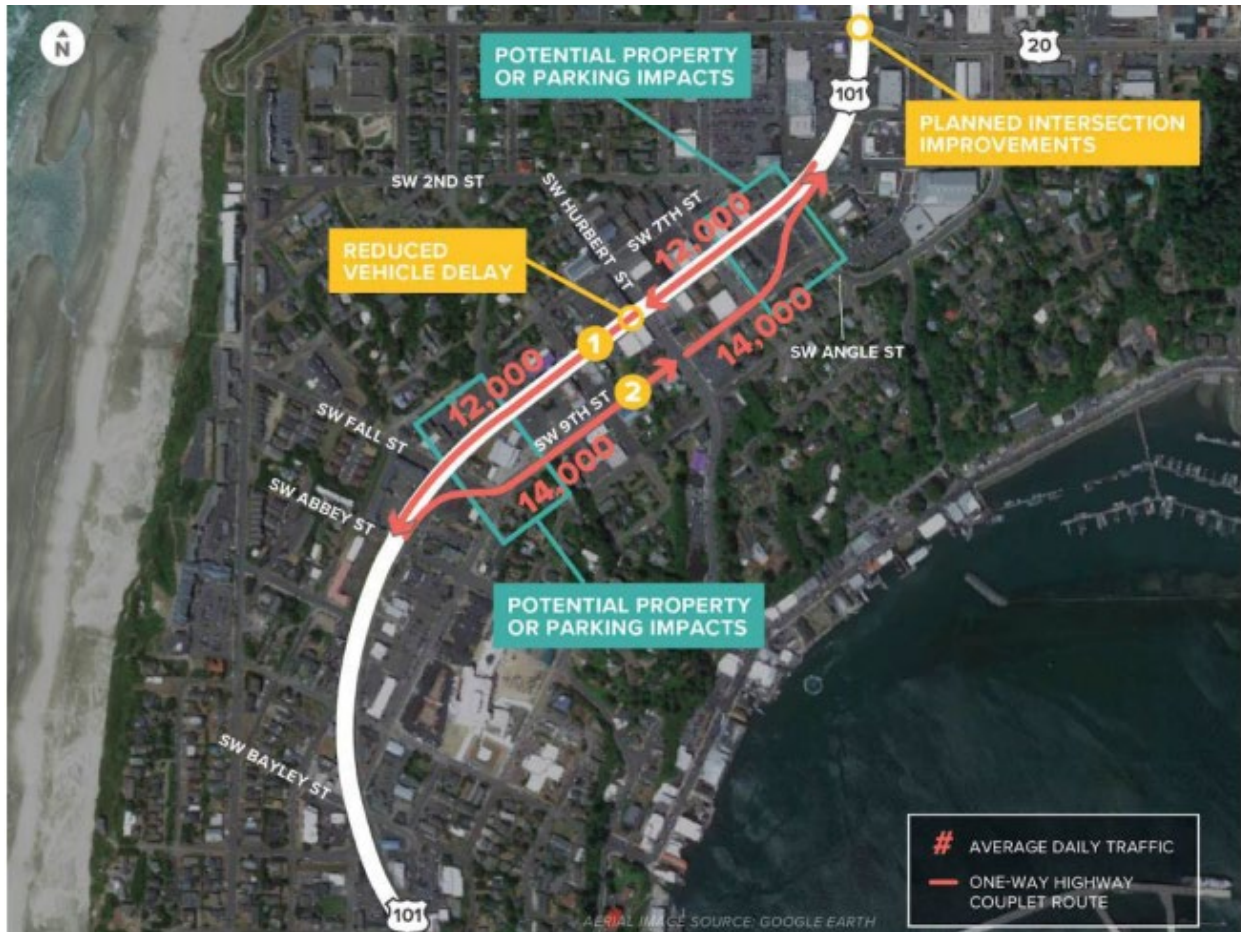 N
POTENTIAL PROPERTY
OR PARKING IMPACTS
20
101
PLANNED INTERSECTION
IMPROVEMENTS
SW 2ND ST
SW HURBERT ST
SW 7TH ST
12,000
REDUCED
VEHICLE DELAY
1
14,000
SW ANGLE ST
12,000
2
SW 9TH ST
SW FALL ST
14,000
SW ABBEY ST
POTENTIAL PROPERTY
OR PARKING IMPACTS
SW BAYLEY ST
# AVERAGE DAILY TRAFFIC
ONE-WAY HIGHWAY
COUPLET ROUTE
101
AERIAL IMAGE SOURCE: GOOGLE EARTH